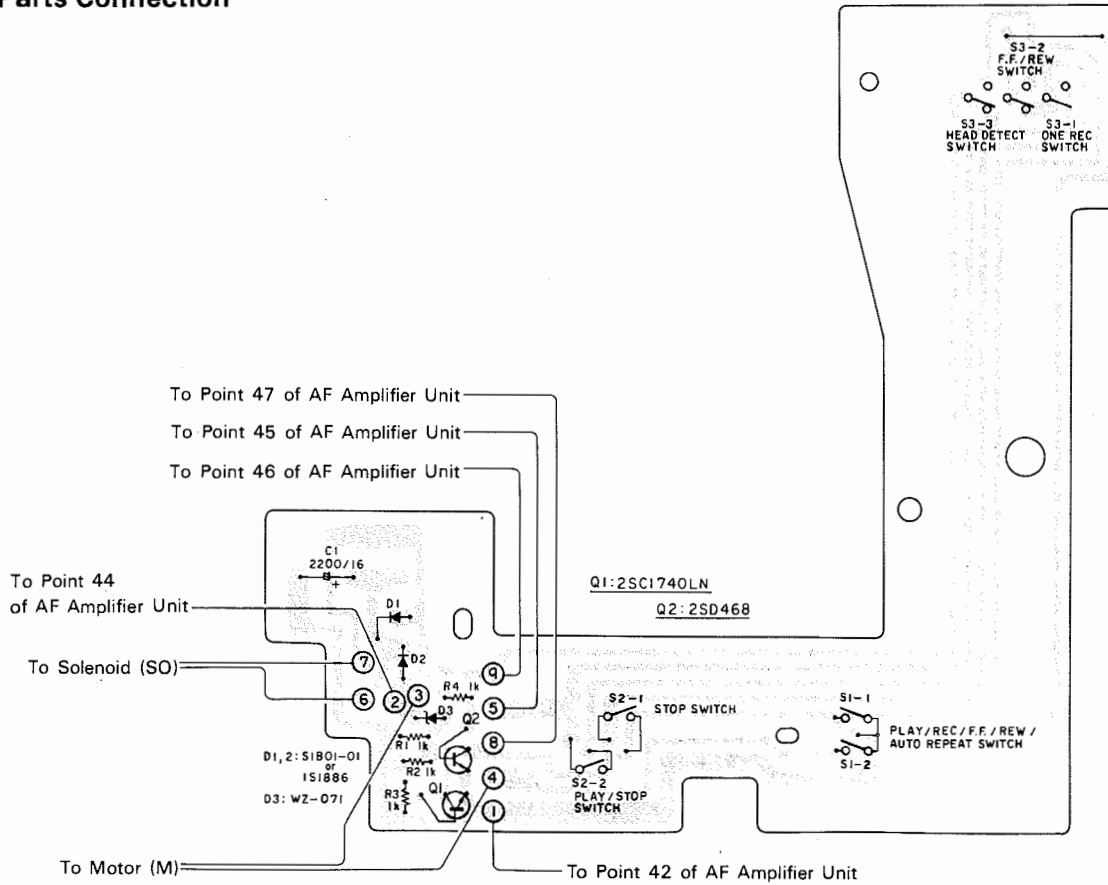 Parts Connection
S3-2
F.F./REW
SWITCH
S3-3
HEAD DETECT
SWITCH
S3-1
ONE REC
SWITCH
To Point 47 of AF Amplifier Unit
To Point 45 of AF Amplifier Unit
To Point 46 of AF Amplifier Unit
C1
2200/16
+
To Point 44
of AF Amplifier Unit
Q1:2SC1740LN
Q2:2SD468
D1
D2
To Solenoid (SO)
7
6
2
3
R4 1k
D3
Q2
9
5
8
4
1
R1 1k
R2 1k
R3
1k
Q1
D1,2:S1B01-01
or
1S1886
D3: WZ-071
S2-1
STOP SWITCH
S2-2
PLAY/STOP
SWITCH
S1-1
S1-2
PLAY/REC/F.F./REW/
AUTO REPEAT SWITCH
To Motor (M)
To Point 42 of AF Amplifier Unit